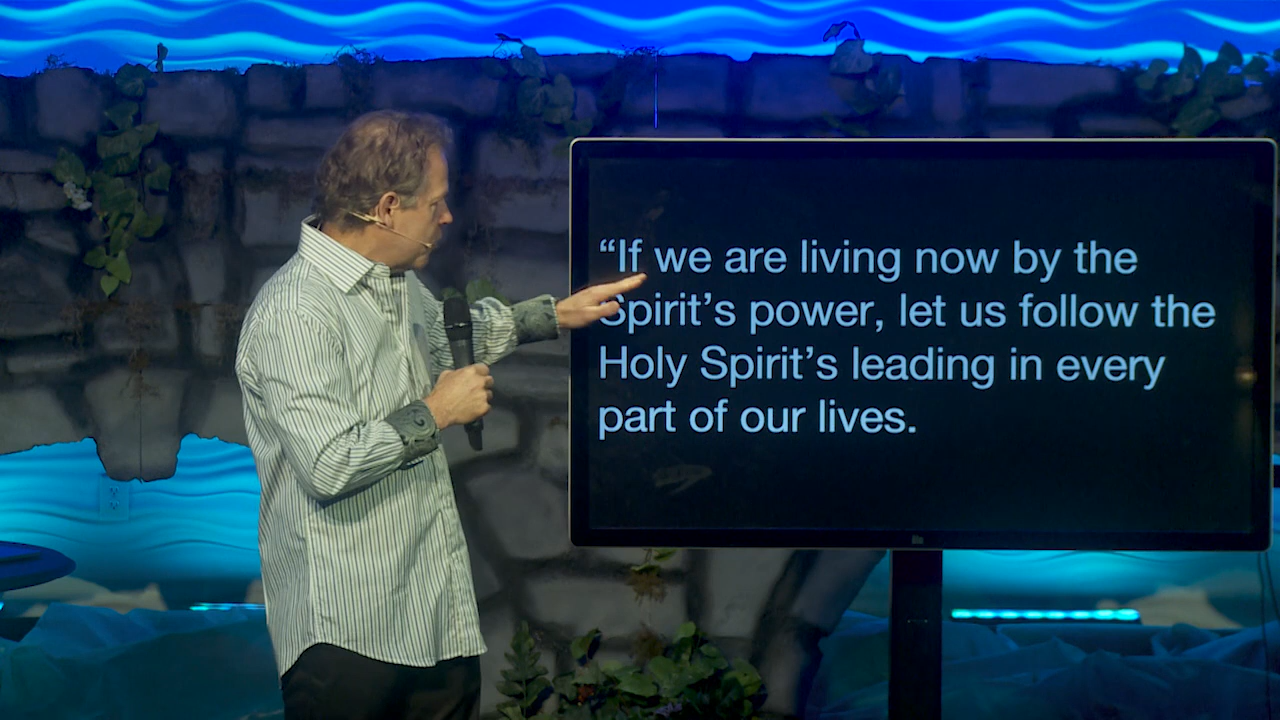 “If we are living now by the
Spirit’s power, let us follow the
Holy Spirit’s leading in every
part of our lives.